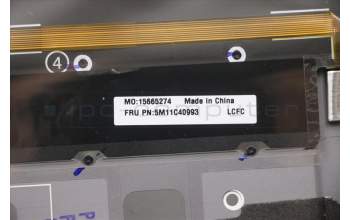 4
MO:15665274 Made in China
FRU PN:5M11C40993 LCFC